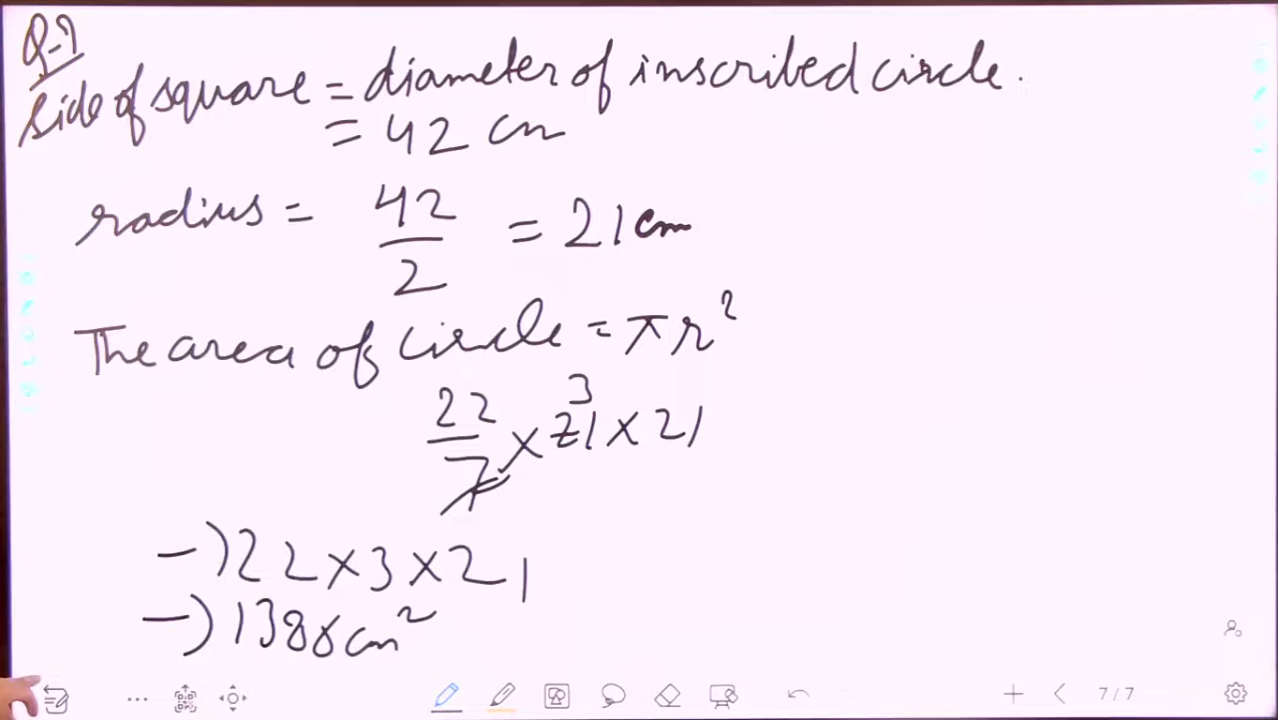 Q-7
Side of square = diameter of inscribed circle.
= 42 cm
radius = 42/2 = 21 cm
The area of circle = πr²
22/7 × 21 × 21
3
→ 22 × 3 × 21
→ 1386 cm²
7/7